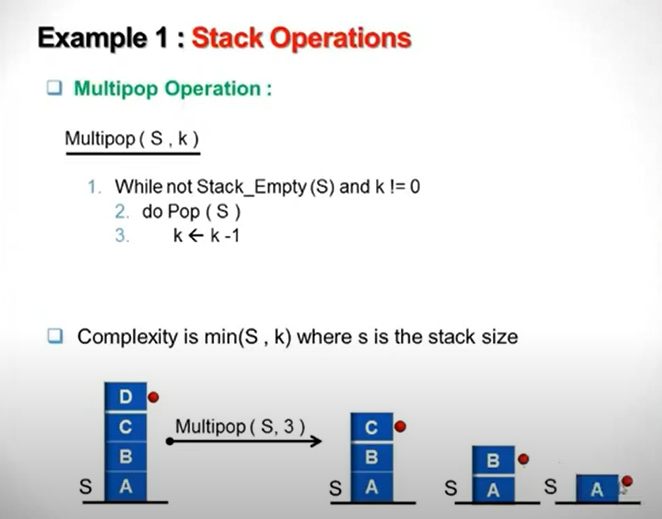 Example 1 : Stack Operations
Multipop Operation :
Multipop ( S , k )
1. While not Stack_Empty (S) and k != 0
2. do Pop ( S )
3. k ← k -1
Complexity is min(S , k) where s is the stack size
D
C
B
S A
Multipop ( S, 3 )
C
B
S A
B
S A
S A